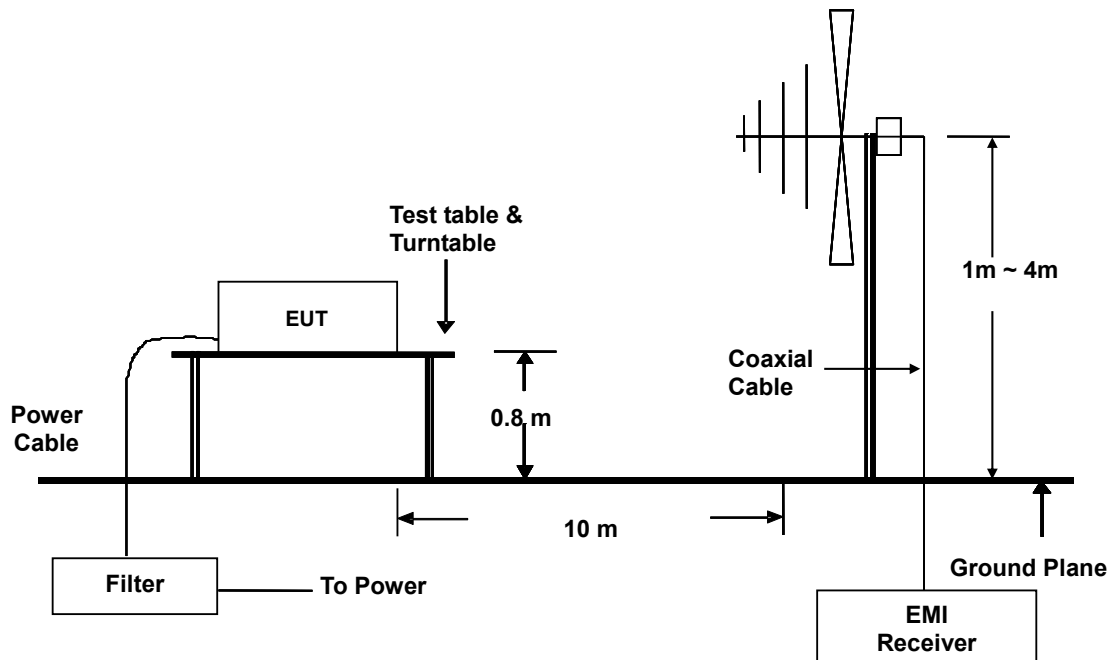 Test table &
Turntable
EUT
1m ~ 4m
Coaxial
Cable
0.8 m
Power
Cable
10 m
Filter
To Power
Ground Plane
EMI
Receiver